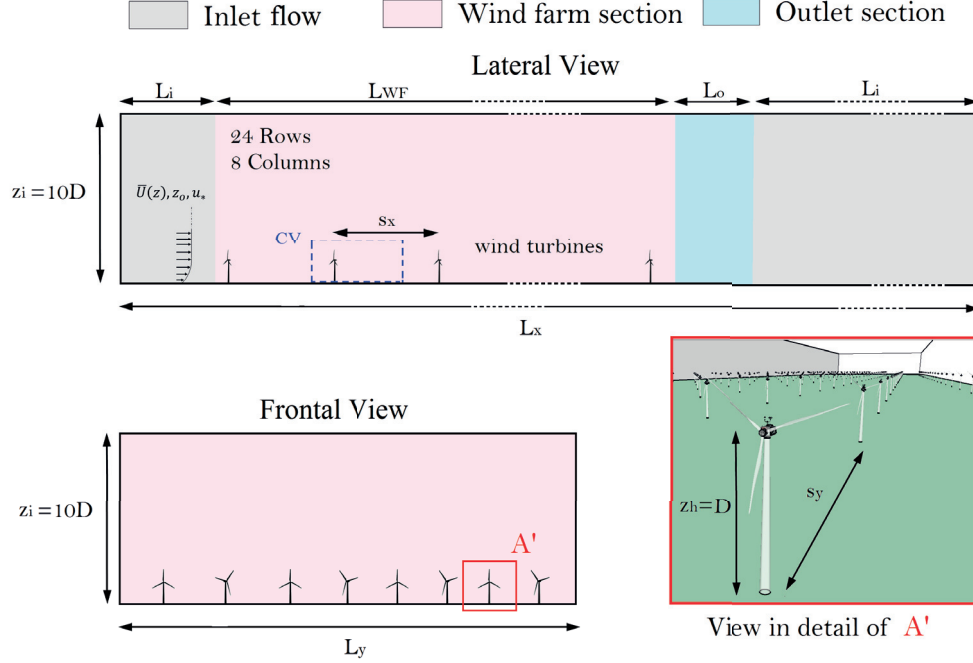 Inlet flow
Wind farm section
Outlet section
Lateral View
Li
LWF
Lo
Li
24 Rows
8 Columns
zi=10D
Ū(z), zo, u*
sx
CV
wind turbines
Lx
Frontal View
zi=10D
A'
Ly
zh=D
sy
View in detail of A'